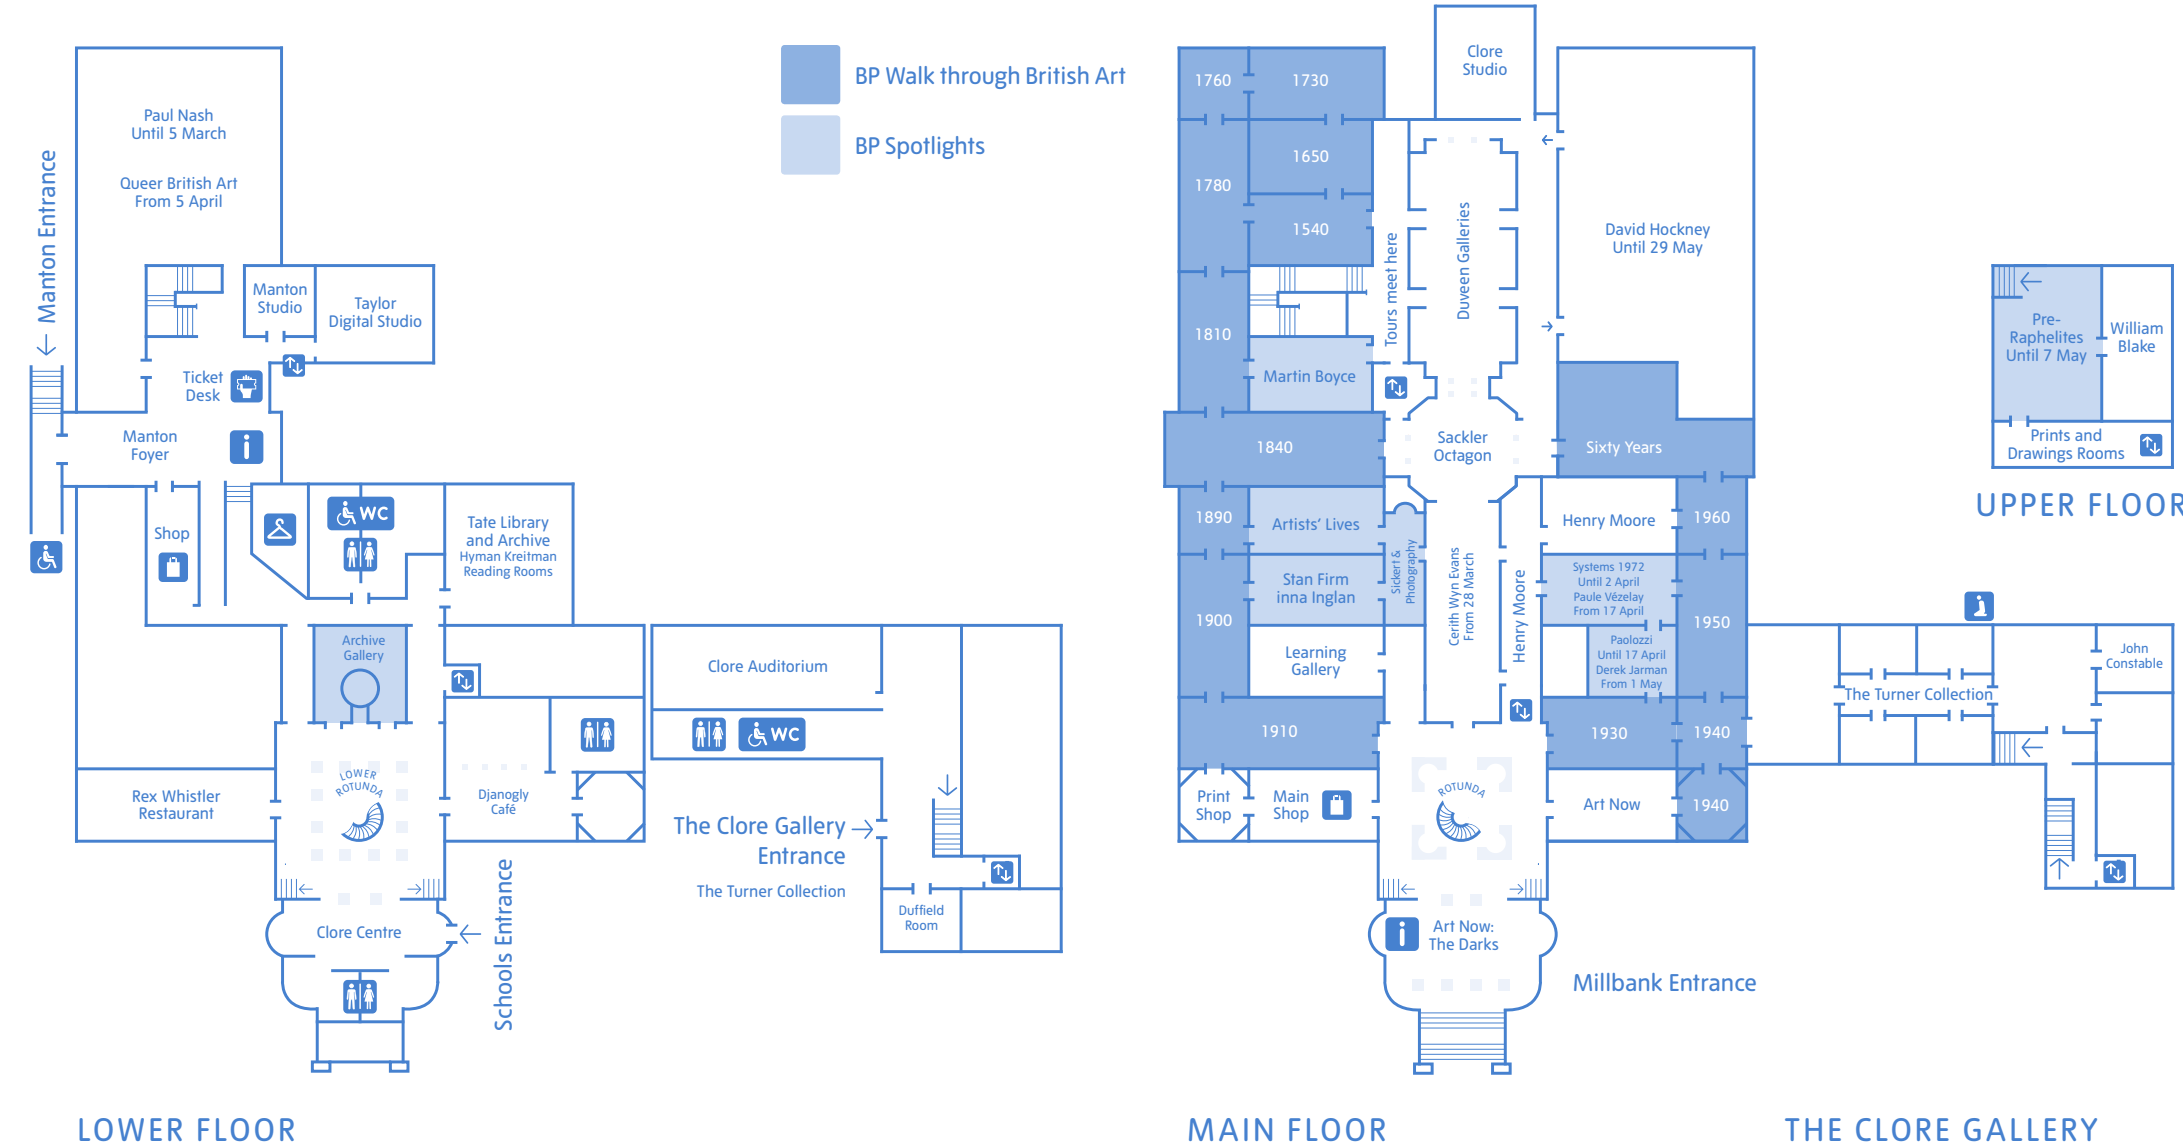 BP Walk through British Art
BP Spotlights
Manton Entrance
Paul Nash
Until 5 March
Queer British Art
From 5 April
Manton
Studio
Taylor
Digital Studio
Ticket
Desk
Manton
Foyer
Shop
WC
Tate Library
and Archive
Hyman Kreitman
Reading Rooms
Archive
Gallery
LOWER
ROTUNDA
Rex Whistler
Restaurant
Djanogly
Café
Clore Centre
Schools Entrance
Clore Auditorium
WC
The Clore Gallery
Entrance
The Turner Collection
Duffield
Room
LOWER FLOOR
Clore
Studio
1760
1730
1650
1780
1540
1810
Tours meet here
Duveen Galleries
David Hockney
Until 29 May
Martin Boyce
1840
Sackler
Octagon
Sixty Years
1890
Artists' Lives
Sickert &
Photography
Stan Firm
inna Inglan
1900
Learning
Gallery
Cerith Wyn Evans
From 28 March
Henry Moore
Henry Moore
1960
Systems 1972
Until 2 April
Paule Vézelay
From 17 April
1950
Paolozzi
Until 17 April
Derek Jarman
From 1 May
1910
1930
1940
Print
Shop
Main
Shop
ROTUNDA
Art Now
1940
Art Now:
The Darks
Millbank Entrance
MAIN FLOOR
Pre-
Raphelites
Until 7 May
William
Blake
Prints and
Drawings Rooms
UPPER FLOOR
John
Constable
The Turner Collection
THE CLORE GALLERY